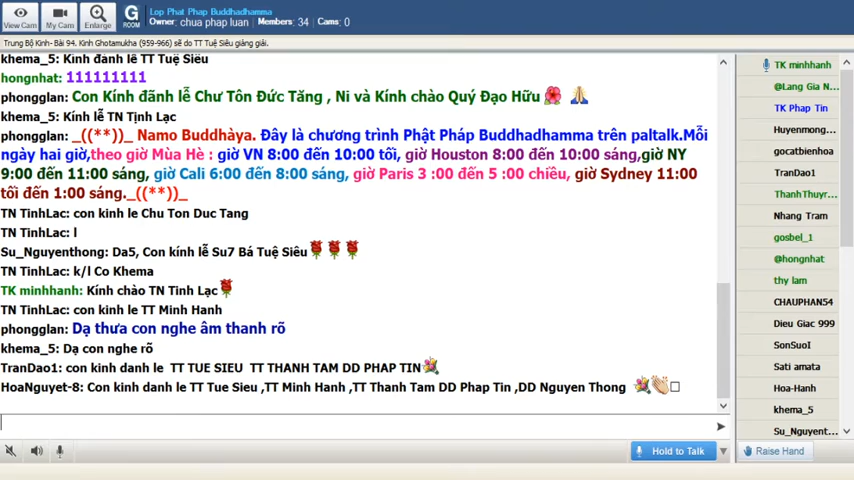 Lop Phat Phap Buddhadhamma
Owner: chua phap luan Members: 34 Cams: 0
View Cam My Cam Enlarge G ROOM
Trung Bộ Kinh- Bài 94. Kinh Ghotamukha (959-966) sẽ do TT Tuệ Siêu giảng giải.
khema_5: Kính đảnh lễ TT Tuệ Siêu
hongnhat: 111111111
phongglan: Con Kính đãnh lễ Chư Tôn Đức Tăng , Ni và Kính chào Quý Đạo Hữu
khema_5: Kính lễ TN Tịnh Lạc
phongglan: _((**))_ Namo Buddhàya. Đây là chương trình Phật Pháp Buddhadhamma trên paltalk.Mỗi
ngày hai giờ,theo giờ Mùa Hè : giờ VN 8:00 đến 10:00 tối, giờ Houston 8:00 đến 10:00 sáng,giờ NY
9:00 đến 11:00 sáng, giờ Cali 6:00 đến 8:00 sáng, giờ Paris 3 :00 đến 5 :00 chiều, giờ Sydney 11:00
tối đến 1:00 sáng._((**))_
TN TinhLac: con kinh le Chu Ton Duc Tang
TN TinhLac: l
Su_Nguyenthong: Da5, Con kính lễ Su7 Bá Tuệ Siêu
TN TinhLac: k/l Co Khema
TK minhhanh: Kính chào TN Tinh Lạc
TN TinhLac: con kinh le TT Minh Hanh
phongglan: Dạ thưa con nghe âm thanh rõ
khema_5: Dạ con nghe rõ
TranDao1: con kinh danh le TT TUE SIEU TT THANH TAM DD PHAP TIN
HoaNguyet-8: Con kinh danh le TT Tue Sieu ,TT Minh Hanh ,TT Thanh Tam DD Phap Tin ,DD Nguyen Thong
Hold to Talk
TK minhhanh
@Lang Gia N...
TK Phap Tin
Huyenmong...
gocatbienhoa
TranDao1
ThanhThuyr...
Nhang Tram
gosbel_1
@hongnhat
thy lam
CHAUPHAN54
Dieu Giac 999
SonSuoI
Sati amata
Hoa-Hanh
khema_5
Su_Nguyent...
Raise Hand